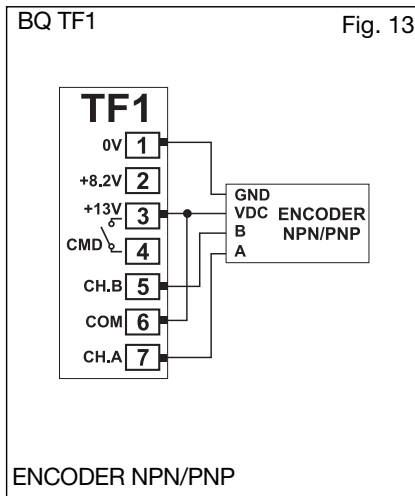 BQ TF1 Fig. 13
TF1
0V 1
+8.2V 2
+13V 3
CMD 4
CH.B 5
COM 6
CH.A 7
GND
VDC ENCODER
B NPN/PNP
A
ENCODER NPN/PNP